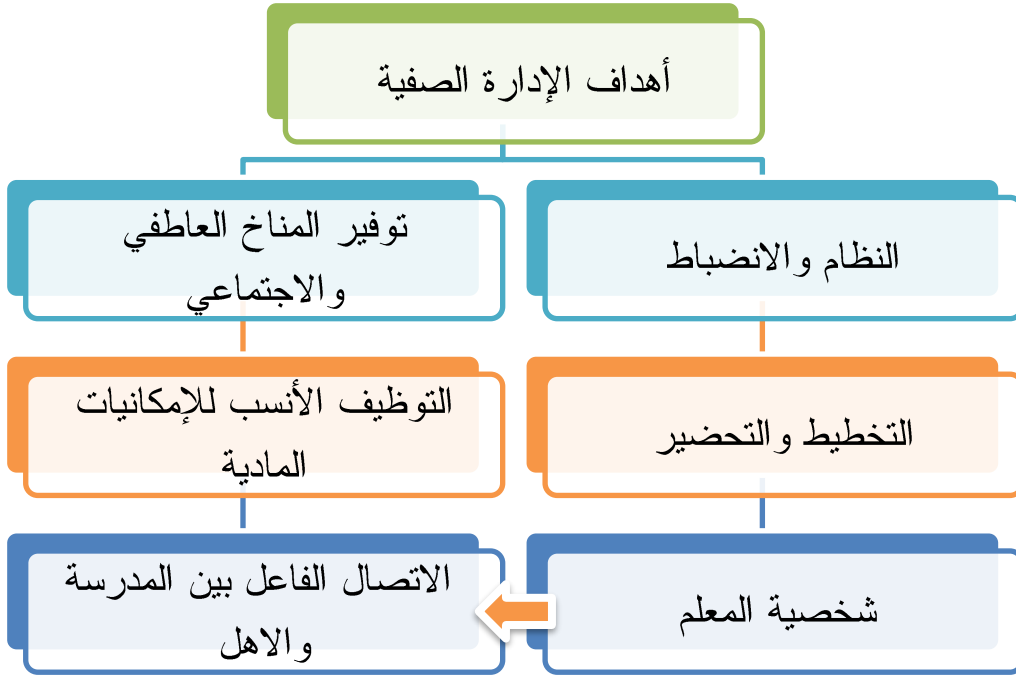 أهداف الإدارة الصفية
النظام والانضباط
توفير المناخ العاطفي
والاجتماعي
التخطيط والتحضير
التوظيف الأنسب للإمكانيات
المادية
شخصية المعلم
الاتصال الفاعل بين المدرسة
والاهل